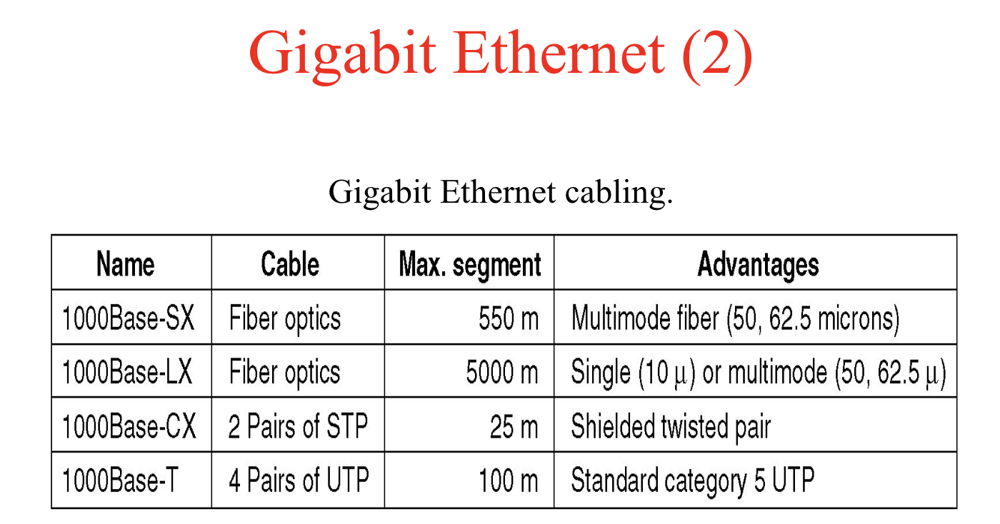 Gigabit Ethernet (2)
Gigabit Ethernet cabling.
Name Cable Max. segment Advantages
1000Base-SX Fiber optics 550 m Multimode fiber (50, 62.5 microns)
1000Base-LX Fiber optics 5000 m Single (10 μ) or multimode (50, 62.5 μ)
1000Base-CX 2 Pairs of STP 25 m Shielded twisted pair
1000Base-T 4 Pairs of UTP 100 m Standard category 5 UTP